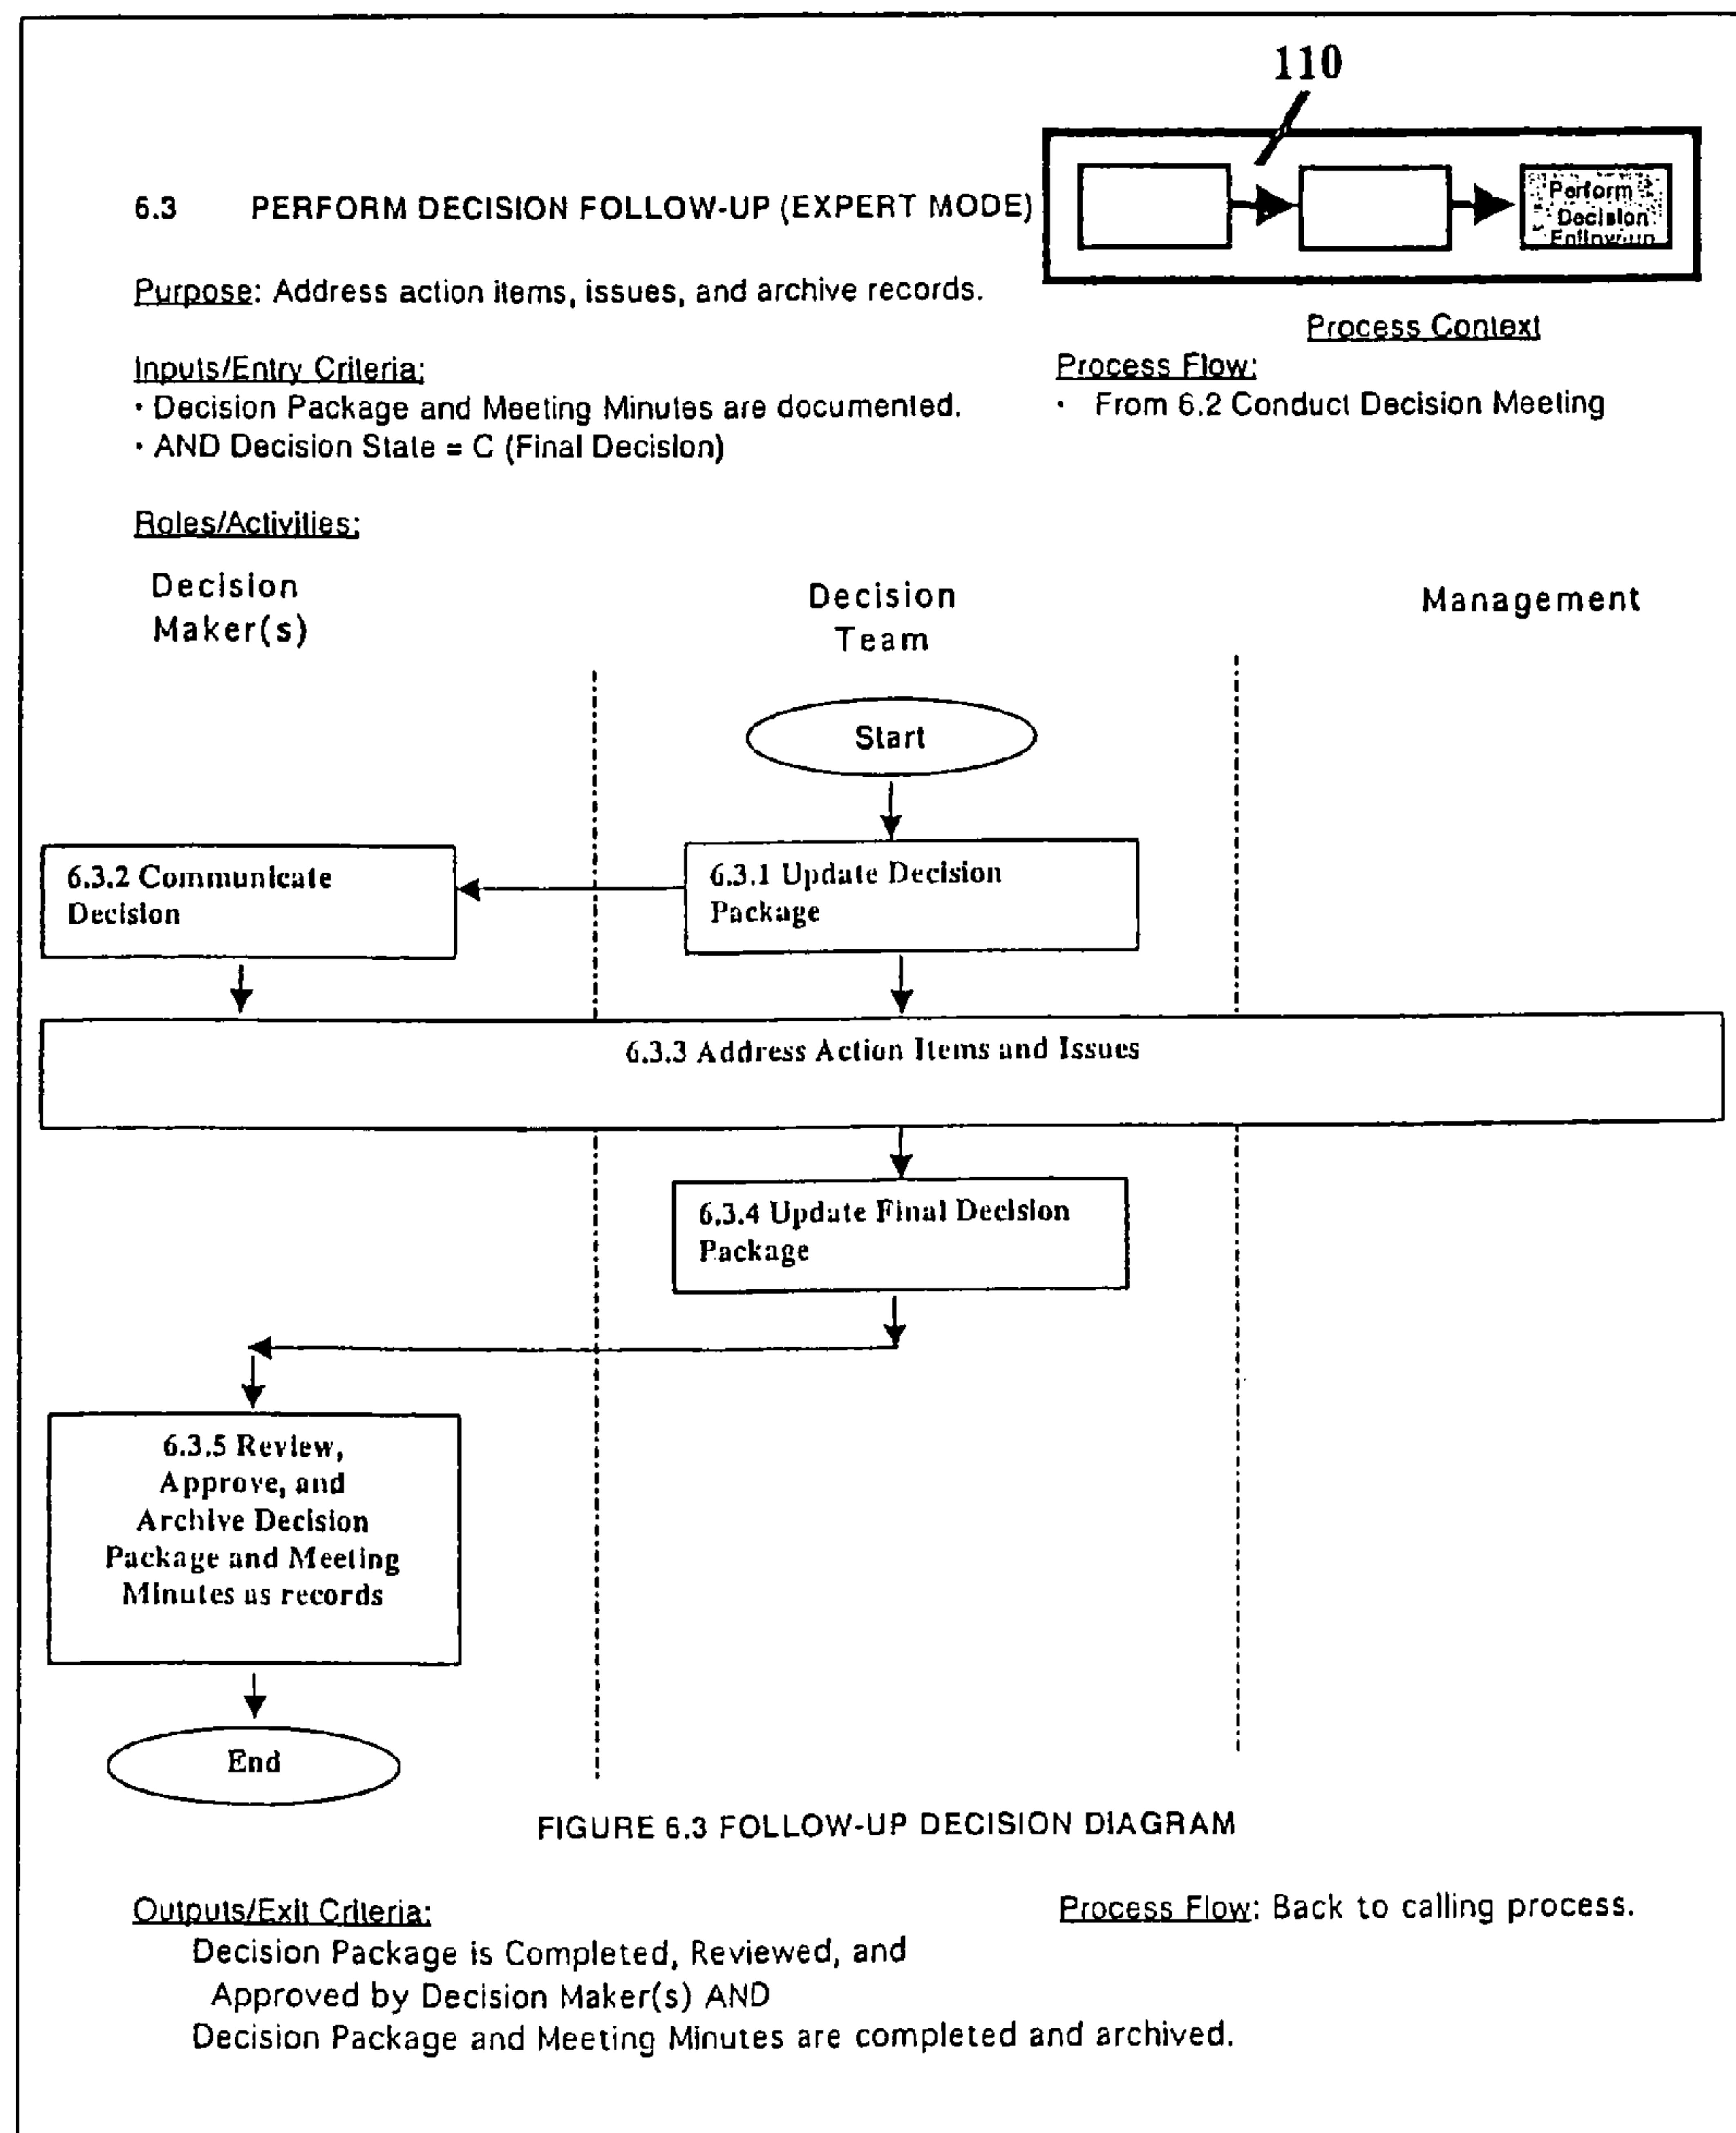 110
6.3 PERFORM DECISION FOLLOW-UP (EXPERT MODE)
Perform
Decision
Purpose: Address action items, issues, and archive records.
Process Context
Inputs/Entry Criteria:
· Decision Package and Meeting Minutes are documented.
· AND Decision State = C (Final Decision)
Process Flow:
· From 6.2 Conduct Decision Meeting
Roles/Activities:
Decision
Maker(s)
Decision
Team
Management
Start
6.3.2 Communicate
Decision
6.3.1 Update Decision
Package
6.3.3 Address Action Items and Issues
6.3.4 Update Final Decision
Package
6.3.5 Review,
Approve, and
Archive Decision
Package and Meeting
Minutes as records
End
FIGURE 6.3 FOLLOW-UP DECISION DIAGRAM
Outputs/Exit Criteria:
Decision Package is Completed, Reviewed, and
Approved by Decision Maker(s) AND
Decision Package and Meeting Minutes are completed and archived.
Process Flow: Back to calling process.